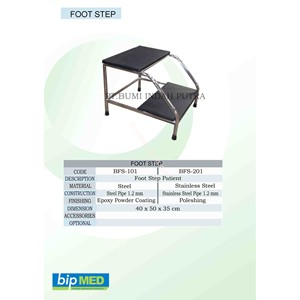 FOOT STEP
PT.BUMI INDAH PUTRA
FOOT STEP
CODE BFS-101 BFS-201
DESCRIPTION Foot Step Patient
MATERIAL Steel Stainless Steel
CONSTRUCTION Steel Pipe 1.2 mm Stainless Steel Pipe 1.2 mm
FINISHING Epoxy Powder Coating Poleshing
DIMENSION 40 x 50 x 35 cm
ACCESSORIES
OPTIONAL
bip MED